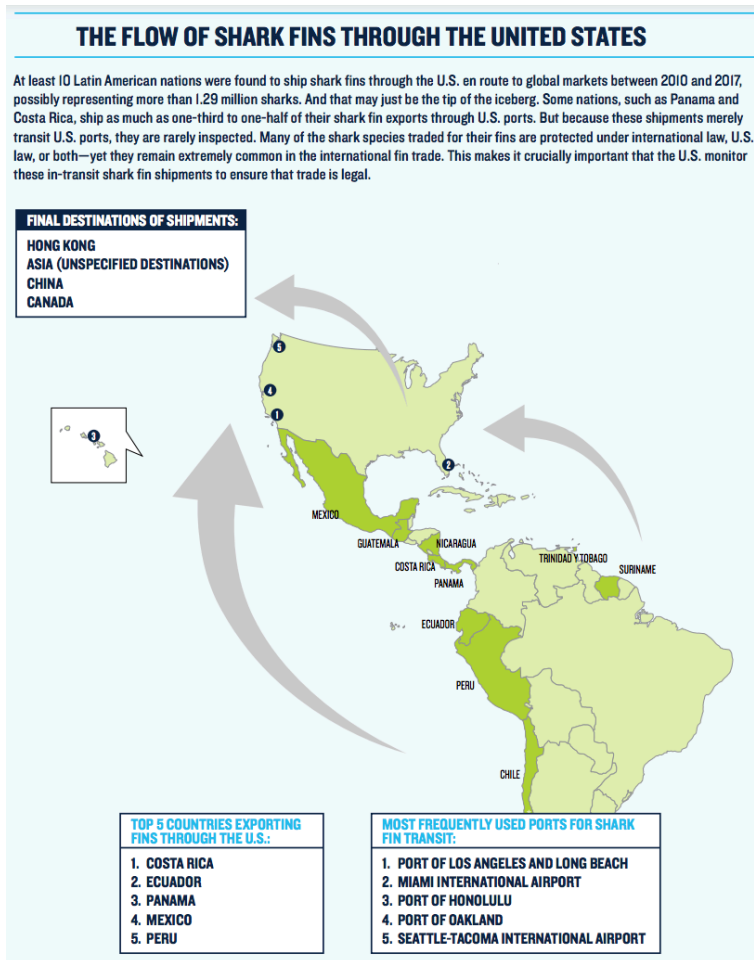 THE FLOW OF SHARK FINS THROUGH THE UNITED STATES
At least 10 Latin American nations were found to ship shark fins through the U.S. en route to global markets between 2010 and 2017,
possibly representing more than 1.29 million sharks. And that may just be the tip of the iceberg. Some nations, such as Panama and
Costa Rica, ship as much as one-third to one-half of their shark fin exports through U.S. ports. But because these shipments merely
transit U.S. ports, they are rarely inspected. Many of the shark species traded for their fins are protected under international law, U.S.
law, or both—yet they remain extremely common in the international fin trade. This makes it crucially important that the U.S. monitor
these in-transit shark fin shipments to ensure that trade is legal.
FINAL DESTINATIONS OF SHIPMENTS:
HONG KONG
ASIA (UNSPECIFIED DESTINATIONS)
CHINA
CANADA
5
4
1
3
2
MEXICO
GUATEMALA
NICARAGUA
COSTA RICA
PANAMA
TRINIDAD Y TOBAGO
SURINAME
ECUADOR
PERU
CHILE
TOP 5 COUNTRIES EXPORTING
FINS THROUGH THE U.S.:
1. COSTA RICA
2. ECUADOR
3. PANAMA
4. MEXICO
5. PERU
MOST FREQUENTLY USED PORTS FOR SHARK
FIN TRANSIT:
1. PORT OF LOS ANGELES AND LONG BEACH
2. MIAMI INTERNATIONAL AIRPORT
3. PORT OF HONOLULU
4. PORT OF OAKLAND
5. SEATTLE-TACOMA INTERNATIONAL AIRPORT